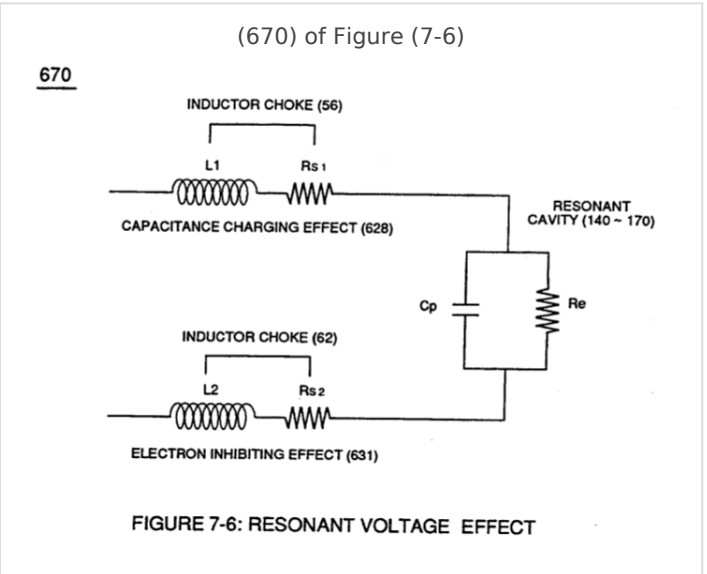 (670) of Figure (7-6)
670
INDUCTOR CHOKE (56)
L1 Rs1
CAPACITANCE CHARGING EFFECT (628)
RESONANT
CAVITY (140 ~ 170)
Cp Re
INDUCTOR CHOKE (62)
L2 Rs2
ELECTRON INHIBITING EFFECT (631)
FIGURE 7-6: RESONANT VOLTAGE EFFECT